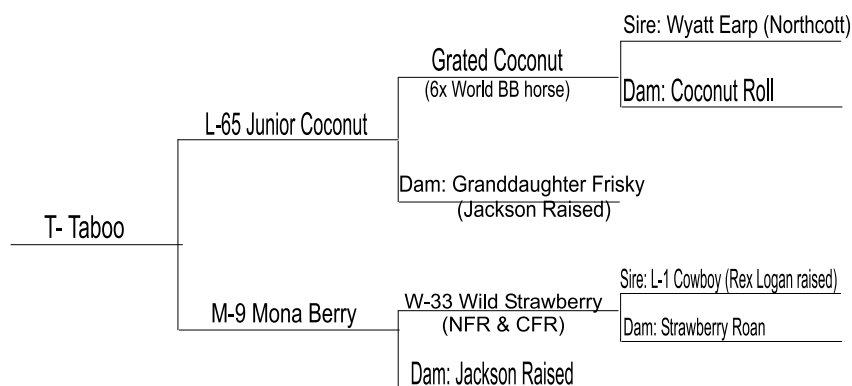 Sire: Wyatt Earp (Northcott)
Grated Coconut
(6x World BB horse)
Dam: Coconut Roll
L-65 Junior Coconut
Dam: Granddaughter Frisky
(Jackson Raised)
T- Taboo
Sire: L-1 Cowboy (Rex Logan raised)
W-33 Wild Strawberry
(NFR & CFR)
M-9 Mona Berry
Dam: Strawberry Roan
Dam: Jackson Raised